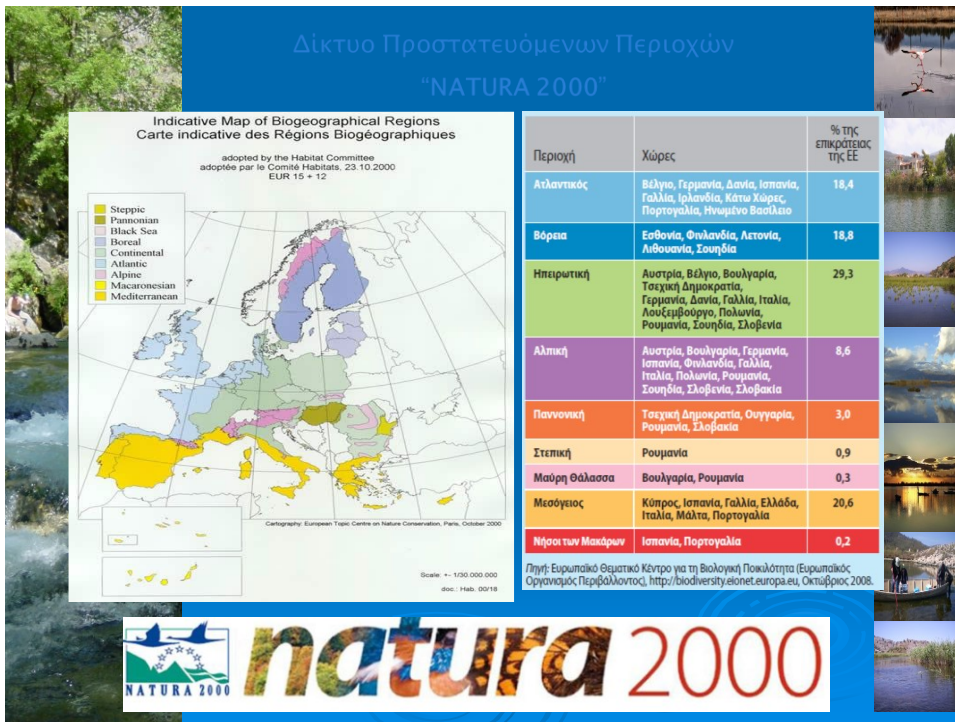 Δίκτυο Προστατευόμενων Περιοχών
“NATURA 2000”
Indicative Map of Biogeographical Regions
Carte indicative des Régions Biogéographiques
adopted by the Habitat Committee
adoptée par le Comité Habitats, 23.10.2000
EUR 15 + 12
Steppic
Pannonian
Black Sea
Boreal
Continental
Atlantic
Alpine
Macaronesian
Mediterranean
Cartography: European Topic Centre on Nature Conservation, Paris, October 2000
Scale: +- 1/30.000.000
doc.: Hab. 00/18
Περιοχή Χώρες % της
επικράτειας
της ΕΕ
Ατλαντικός Βέλγιο, Γερμανία, Δανία, Ισπανία, 18,4
Γαλλία, Ιρλανδία, Κάτω Χώρες,
Πορτογαλία, Ηνωμένο Βασίλειο
Βόρεια Εσθονία, Φινλανδία, Λετονία, 18,8
Λιθουανία, Σουηδία
Ηπειρωτική Αυστρία, Βέλγιο, Βουλγαρία, 29,3
Τσεχική Δημοκρατία,
Γερμανία, Δανία, Γαλλία, Ιταλία,
Λουξεμβούργο, Πολωνία,
Ρουμανία, Σουηδία, Σλοβενία
Αλπική Αυστρία, Βουλγαρία, Γερμανία, 8,6
Ισπανία, Φινλανδία, Γαλλία,
Ιταλία, Πολωνία, Ρουμανία,
Σουηδία, Σλοβενία, Σλοβακία
Παννονική Τσεχική Δημοκρατία, Ουγγαρία, 3,0
Ρουμανία, Σλοβακία
Στεπική Ρουμανία 0,9
Μαύρη Θάλασσα Βουλγαρία, Ρουμανία 0,3
Μεσόγειος Κύπρος, Ισπανία, Γαλλία, Ελλάδα, 20,6
Ιταλία, Μάλτα, Πορτογαλία
Νήσοι των Μακάρων Ισπανία, Πορτογαλία 0,2
Πηγή: Ευρωπαϊκό Θεματικό Κέντρο για τη Βιολογική Ποικιλότητα (Ευρωπαϊκός
Οργανισμός Περιβάλλοντος), http://biodiversity.eionet.europa.eu, Οκτώβριος 2008.
NATURA 2000
natura 2000